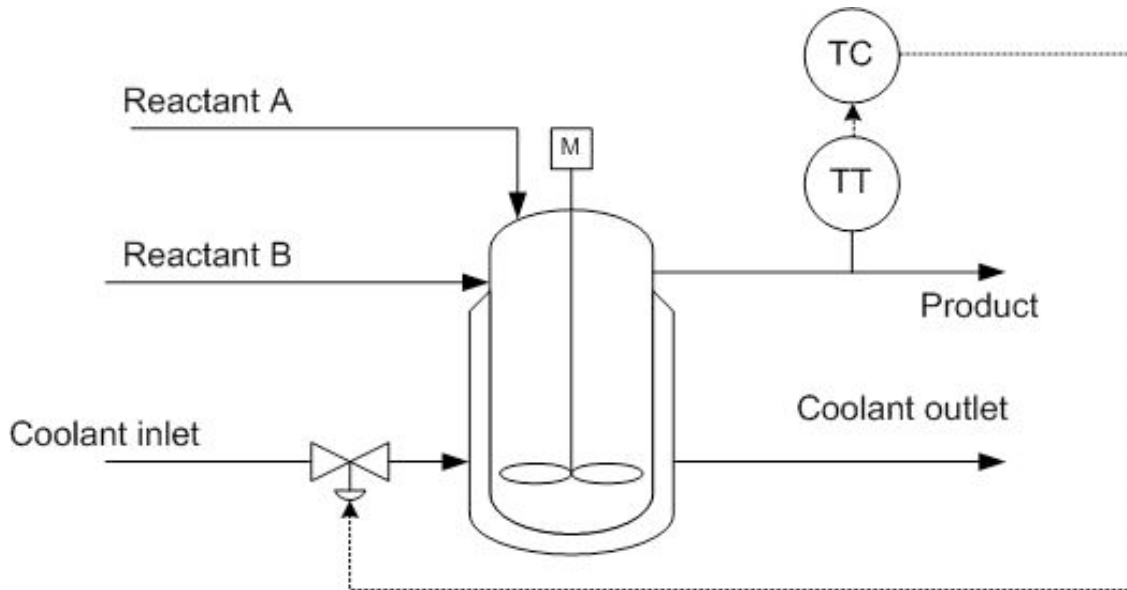 TC
Reactant A
M
TT
Reactant B
Product
Coolant outlet
Coolant inlet